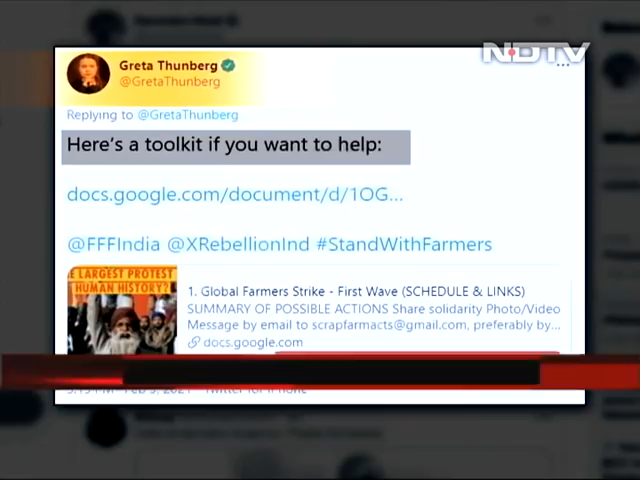 NDTV
Greta Thunberg
@GretaThunberg
Replying to @GretaThunberg
Here's a toolkit if you want to help:
docs.google.com/document/d/1OG...
@FFFIndia @XRebellionInd #StandWithFarmers
E LARGEST PROTEST
HUMAN HISTORY?
1. Global Farmers Strike - First Wave (SCHEDULE & LINKS)
SUMMARY OF POSSIBLE ACTIONS Share solidarity Photo/Video
Message by email to scrapfarmacts@gmail.com, preferably by...
docs.google.com